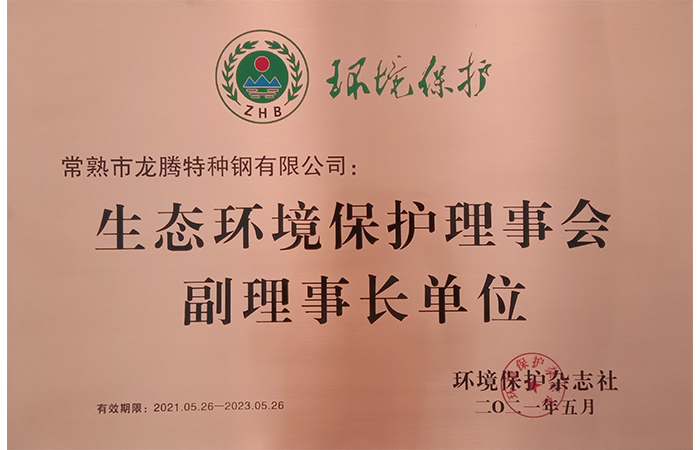 环境保护
ZHB
常熟市龙腾特种钢有限公司：
生态环境保护理事会
副理事长单位
环境保护杂志社
二〇二一年五月
有效期限：2021.05.26—2023.05.26